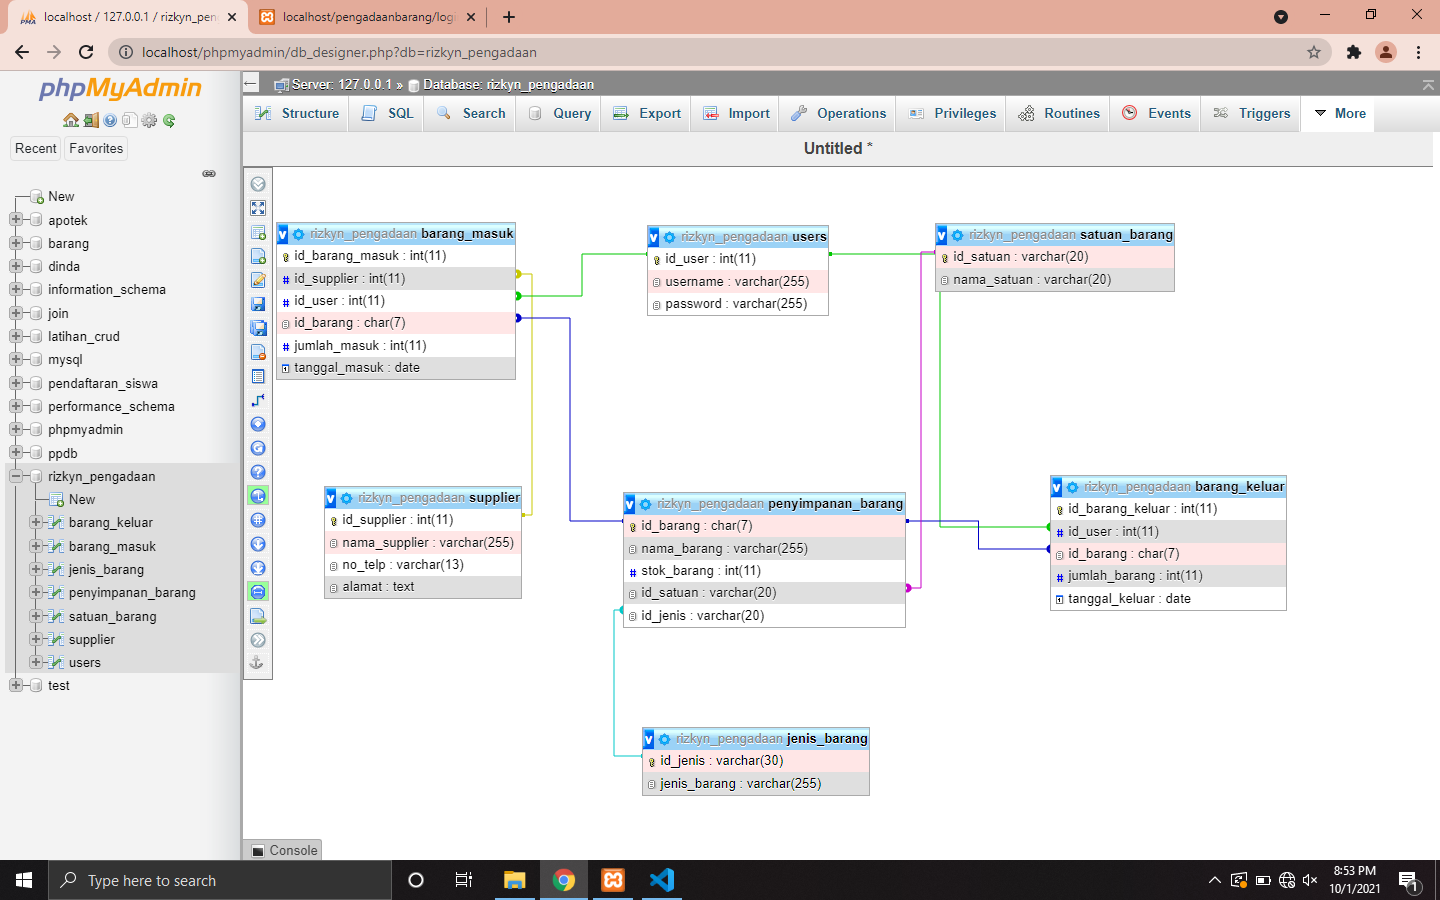 localhost / 127.0.0.1 / rizkyn_pen
localhost/pengadaanbarang/logi
localhost/phpmyadmin/db_designer.php?db=rizkyn_pengadaan
phpMyAdmin
Recent
Favorites
New
apotek
barang
dinda
information_schema
join
latihan_crud
mysql
pendaftaran_siswa
performance_schema
phpmyadmin
ppdb
rizkyn_pengadaan
New
barang_keluar
barang_masuk
jenis_barang
penyimpanan_barang
satuan_barang
supplier
users
test
Server: 127.0.0.1 » Database: rizkyn_pengadaan
Structure SQL Search Query Export Import Operations Privileges Routines Events Triggers More
Untitled *
rizkyn_pengadaan barang_masuk
id_barang_masuk : int(11)
id_supplier : int(11)
id_user : int(11)
id_barang : char(7)
jumlah_masuk : int(11)
tanggal_masuk : date
rizkyn_pengadaan users
id_user : int(11)
username : varchar(255)
password : varchar(255)
rizkyn_pengadaan satuan_barang
id_satuan : varchar(20)
nama_satuan : varchar(20)
rizkyn_pengadaan supplier
id_supplier : int(11)
nama_supplier : varchar(255)
no_telp : varchar(13)
alamat : text
rizkyn_pengadaan penyimpanan_barang
id_barang : char(7)
nama_barang : varchar(255)
stok_barang : int(11)
id_satuan : varchar(20)
id_jenis : varchar(20)
rizkyn_pengadaan barang_keluar
id_barang_keluar : int(11)
id_user : int(11)
id_barang : char(7)
jumlah_barang : int(11)
tanggal_keluar : date
rizkyn_pengadaan jenis_barang
id_jenis : varchar(30)
jenis_barang : varchar(255)
Console
Type here to search
8:53 PM
10/1/2021
1